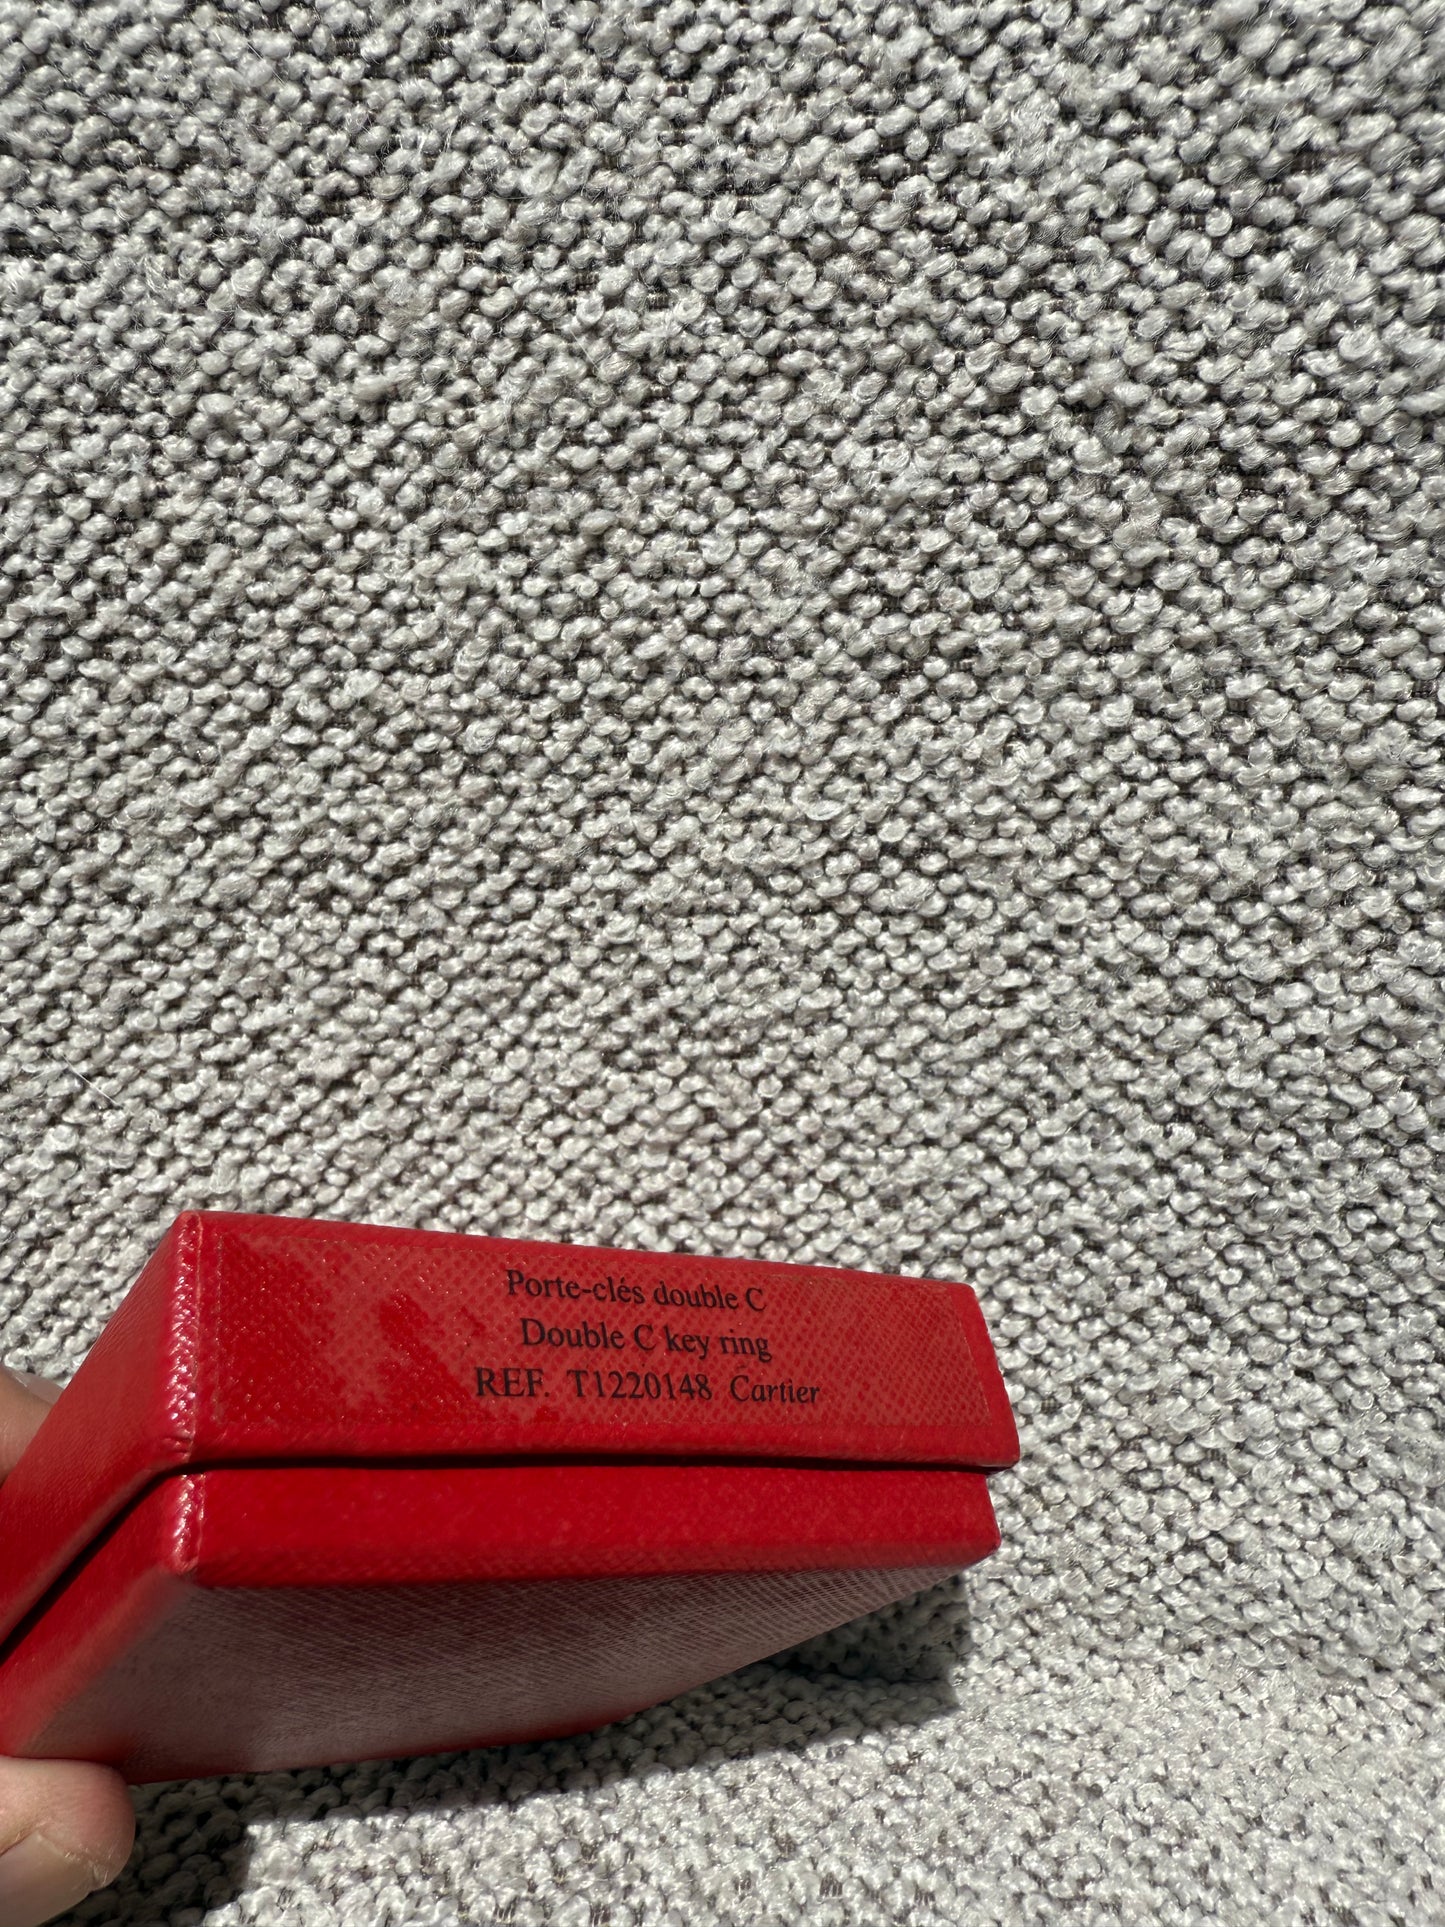 Porte-clés double C
Double C key ring
REF. T1220148 Cartier